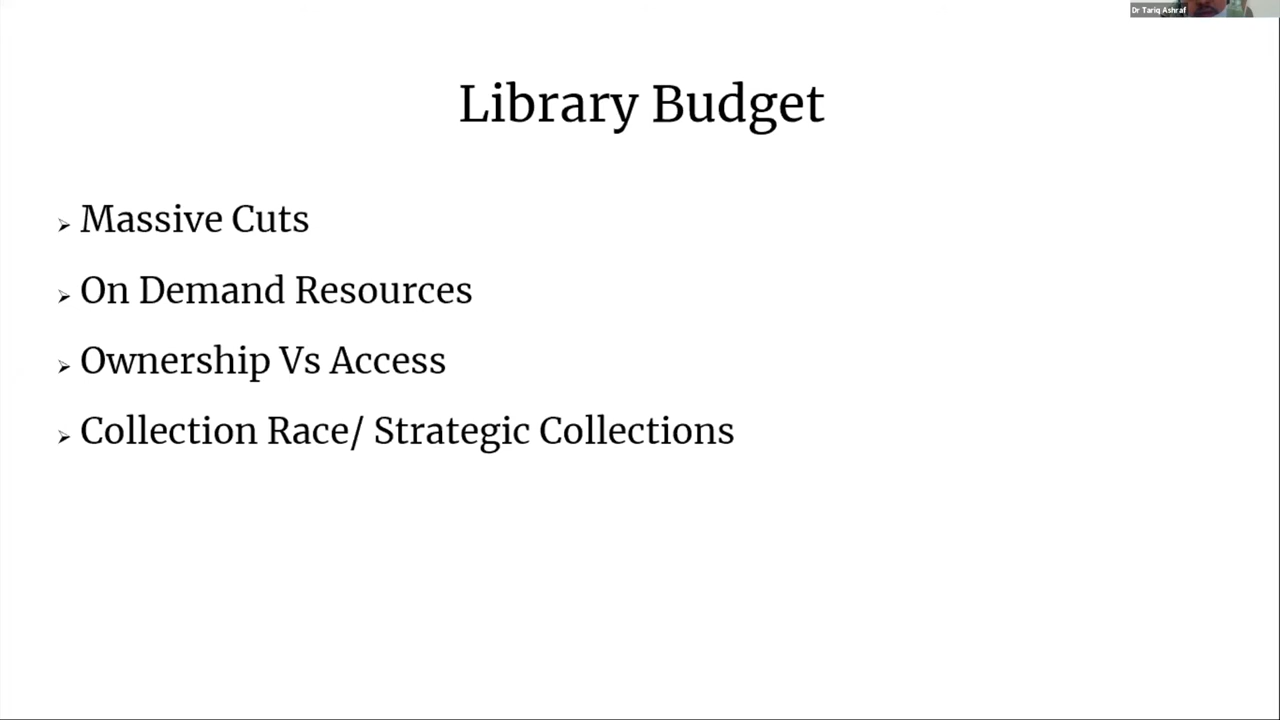 Dr Tariq Ashraf
Library Budget
Massive Cuts
On Demand Resources
Ownership Vs Access
Collection Race/ Strategic Collections